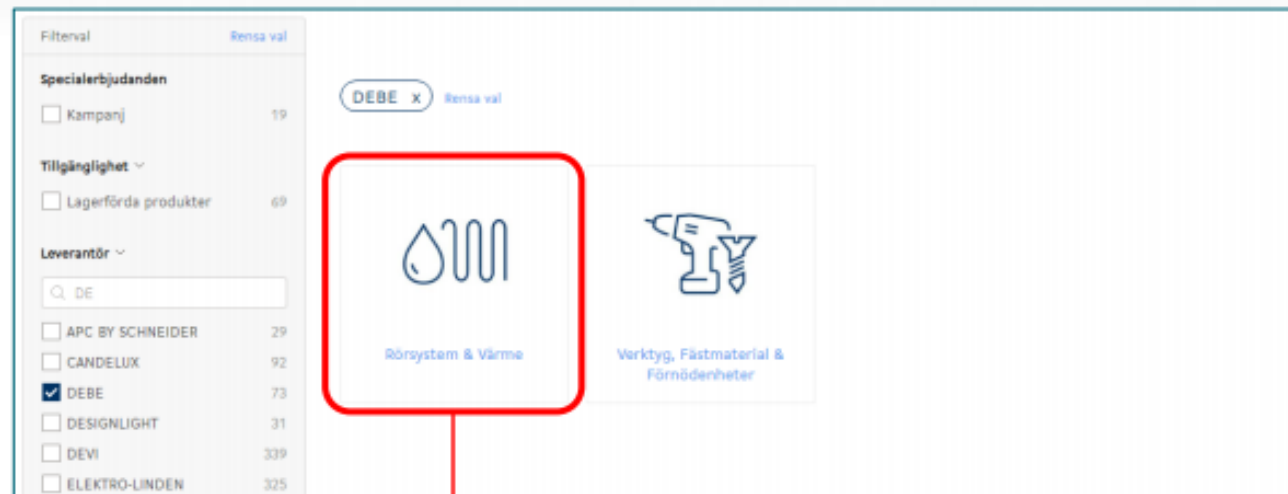 Filterval Rensa val
Specialerbjudanden
Kampanj 19
Tillgänglighet
Lagerförda produkter 69
Leverantör
DE
APC BY SCHNEIDER 29
CANDELUX 92
DEBE 73
DESIGNLIGHT 31
DEVI 339
ELEKTRO-LINDEN 325
DEBE x Rensa val
Rörsystem & Värme
Verktyg, Fästmaterial &
Förnödenheter